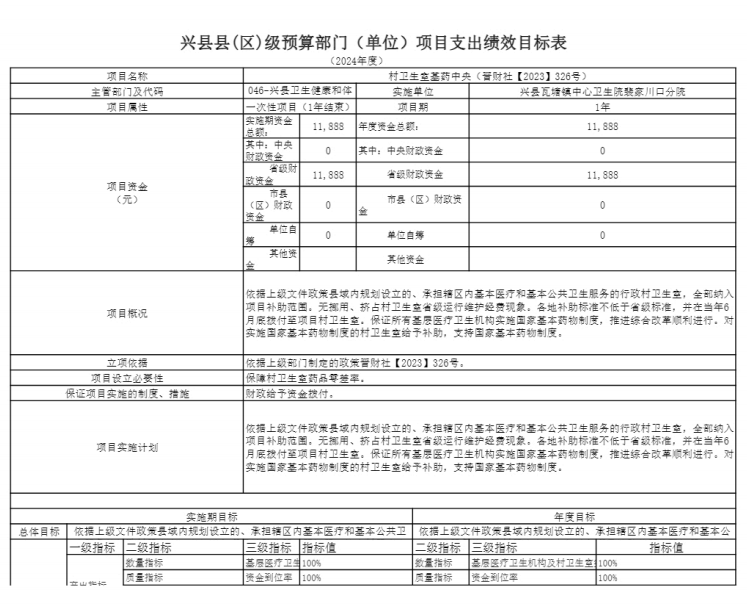 兴县县(区)级预算部门（单位）项目支出绩效目标表
（2024年度）
项目名称 村卫生室基药中央（晋财社【2023】326号）
主管部门及代码 046-兴县卫生健康和体 实施单位 兴县瓦塘镇中心卫生院裴家川口分院
项目属性 一次性项目（1年结束） 项目期 1年
项目资金
（元）
实施期资金
总额： 11,888 年度资金总额： 11,888
其中：中央
财政资金 0 其中：中央财政资金 0
省级财
政资金 11,888 省级财政资金 11,888
市县
（区）财政
资金 0 市县（区）财政资
金 0
单位自
筹 0 单位自筹 0
其他资
金 其他资金
项目概况
依据上级文件政策县域内规划设立的、承担辖区内基本医疗和基本公共卫生服务的行政村卫生室，全部纳入
项目补助范围。无挪用、挤占村卫生室省级运行维护经费现象。各地补助标准不低于省级标准，并在当年6
月底拨付至项目村卫生室。保证所有基层医疗卫生机构实施国家基本药物制度，推进综合改革顺利进行。对
实施国家基本药物制度的村卫生室给予补助，支持国家基本药物制度。
立项依据 依据上级部门制定的政策晋财社【2023】326号。
项目设立必要性 保障村卫生室药品零差率。
保证项目实施的制度、措施 财政给予资金拨付。
项目实施计划
依据上级文件政策县域内规划设立的、承担辖区内基本医疗和基本公共卫生服务的行政村卫生室，全部纳入
项目补助范围。无挪用、挤占村卫生室省级运行维护经费现象。各地补助标准不低于省级标准，并在当年6
月底拨付至项目村卫生室。保证所有基层医疗卫生机构实施国家基本药物制度，推进综合改革顺利进行。对
实施国家基本药物制度的村卫生室给予补助，支持国家基本药物制度。
实施期目标 年度目标
总体目标 依据上级文件政策县域内规划设立的、承担辖区内基本医疗和基本公共卫 依据上级文件政策县域内规划设立的、承担辖区内基本医疗和基本公
一级指标 二级指标 三级指标 指标值 二级指标 三级指标 指标值
数量指标 基层医疗卫生 100% 数量指标 基层医疗卫生机构及村卫生室 100%
产出指标 质量指标 资金到位率 100% 质量指标 资金到位率 100%